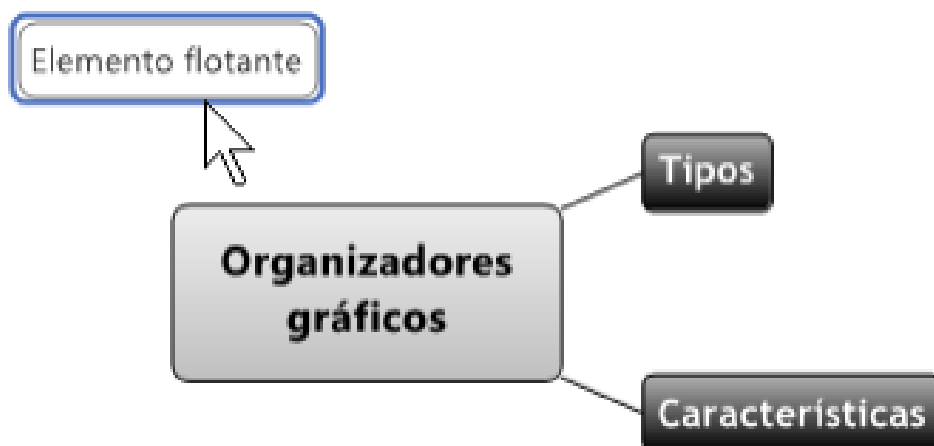 Elemento flotante
Tipos
Organizadores
gráficos
Características